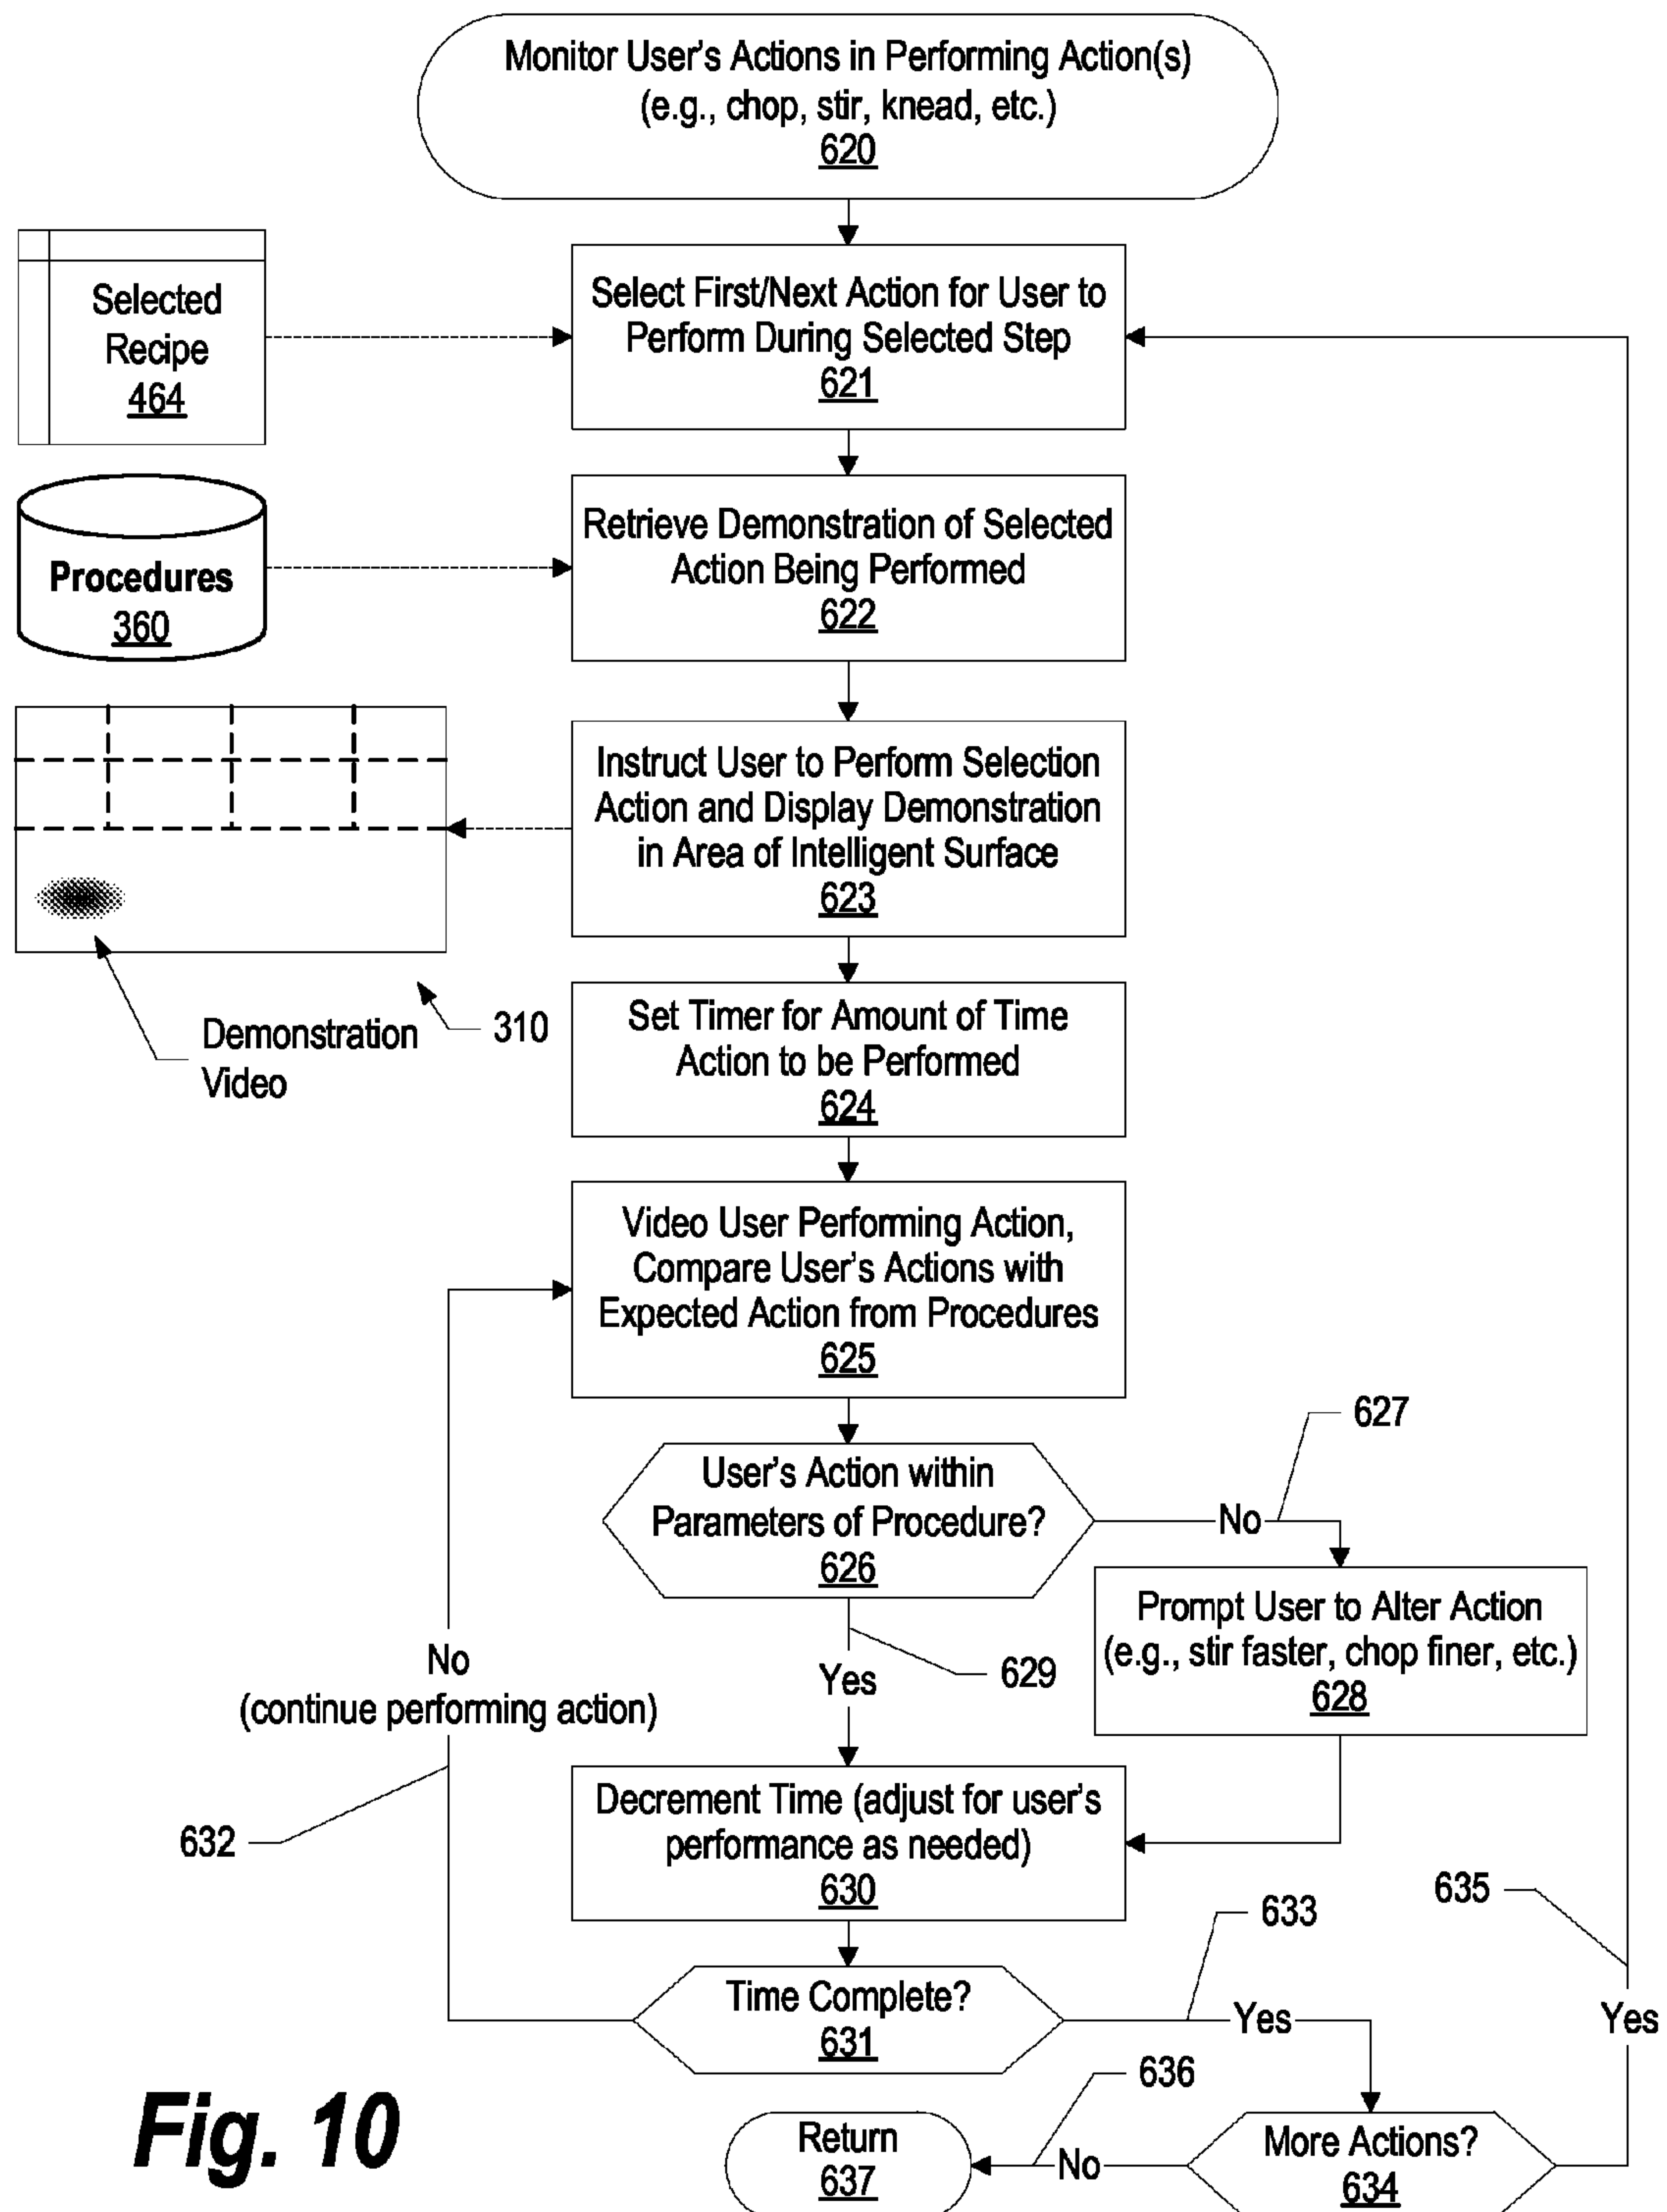 Monitor User's Actions in Performing Action(s)
(e.g., chop, stir, knead, etc.)
620
Selected
Recipe
464
Select First/Next Action for User to
Perform During Selected Step
621
Procedures
360
Retrieve Demonstration of Selected
Action Being Performed
622
Instruct User to Perform Selection
Action and Display Demonstration
in Area of Intelligent Surface
623
Demonstration
Video
310
Set Timer for Amount of Time
Action to be Performed
624
Video User Performing Action,
Compare User's Actions with
Expected Action from Procedures
625
627
User's Action within
Parameters of Procedure?
626
No
Prompt User to Alter Action
(e.g., stir faster, chop finer, etc.)
628
629
Yes
No
(continue performing action)
632
Decrement Time (adjust for user's
performance as needed)
630
635
633
Time Complete?
631
Yes
Yes
636
Return
637
No
More Actions?
634
Fig. 10